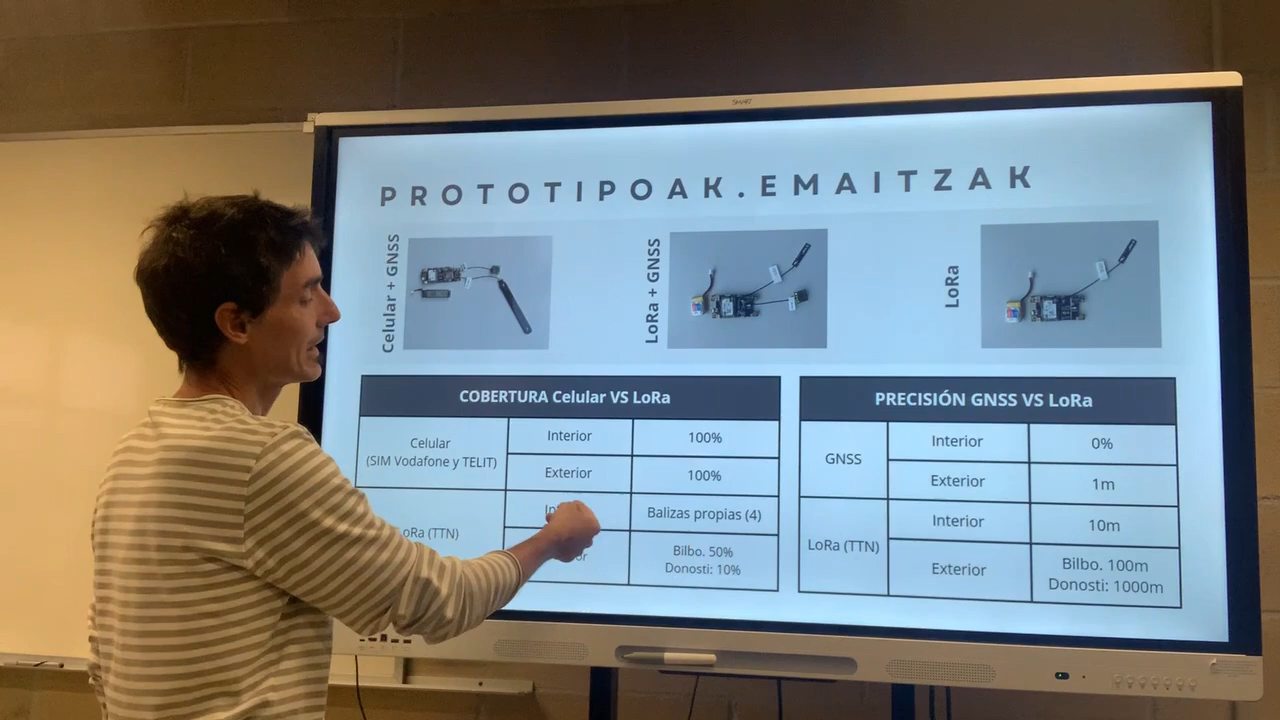 SMART
PROTOTIPOAK.EMAITZAK
Celular + GNSS
LoRa + GNSS
LoRa
COBERTURA Celular VS LoRa
Celular
(SIM Vodafone y TELIT)
Interior
100%
Exterior
100%
LoRa (TTN)
Balizas propias (4)
Bilbo. 50%
Donosti: 10%
PRECISIÓN GNSS VS LoRa
GNSS
Interior
0%
Exterior
1m
LoRa (TTN)
Interior
10m
Exterior
Bilbo. 100m
Donosti: 1000m